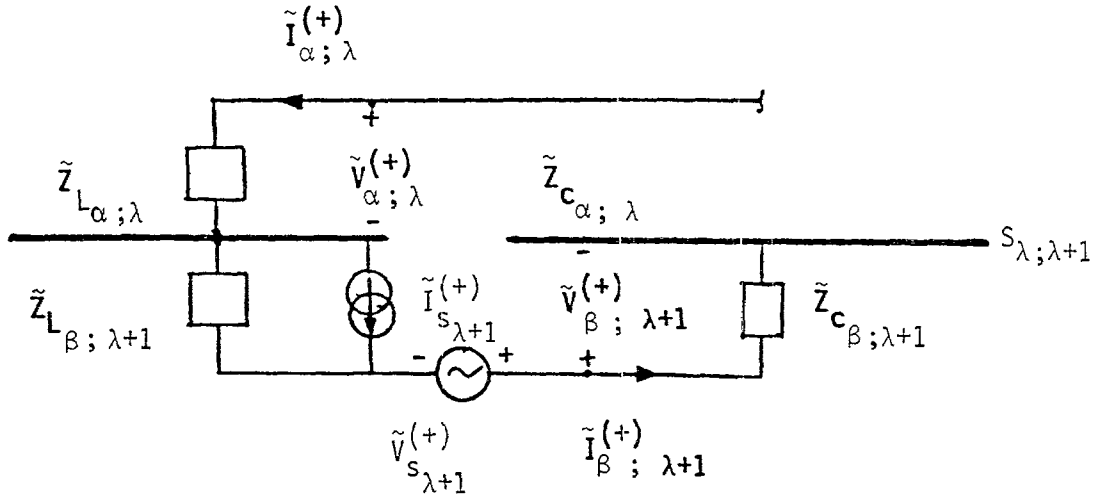 Ĩ(+)α; λ
+
Z̃Lα;λ
Ṽ(+)α; λ
Z̃cα; λ
-
-
Sλ;λ+1
Z̃Lβ; λ+1
Ĩ(+)Sλ+1
Ṽ(+)β; λ+1
Z̃cβ;λ+1
- + +
Ṽ(+)Sλ+1
Ĩ(+)β; λ+1